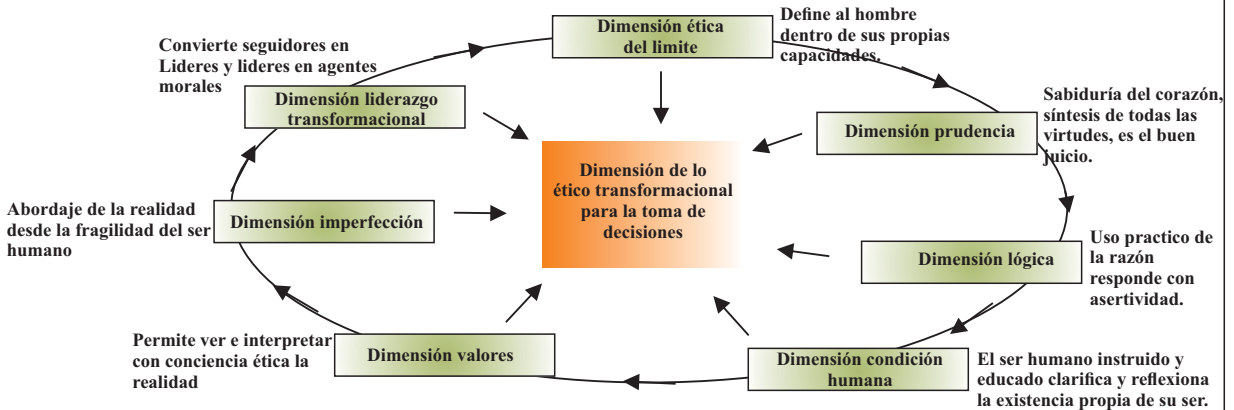 Dimensión ética
del limite
Define al hombre
dentro de sus propias
capacidades.
Convierte seguidores en
Lideres y lideres en agentes
morales
Dimensión liderazgo
transformacional
Dimensión prudencia
Sabiduría del corazón,
síntesis de todas las
virtudes, es el buen
juicio.
Dimensión de lo
ético transformacional
para la toma de
decisiones
Abordaje de la realidad
desde la fragilidad del ser
humano
Dimensión imperfección
Dimensión lógica
Uso practico de
la razón
responde con
asertividad.
Permite ver e interpretar
con conciencia ética la
realidad
Dimensión valores
Dimensión condición
humana
El ser humano instruido y
educado clarifica y reflexiona
la existencia propia de su ser.